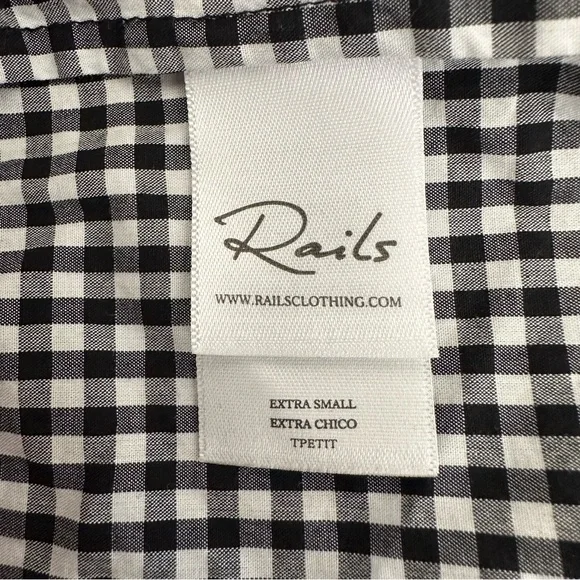 Rails
WWW.RAILSCLOTHING.COM
EXTRA SMALL
EXTRA CHICO
TPETIT